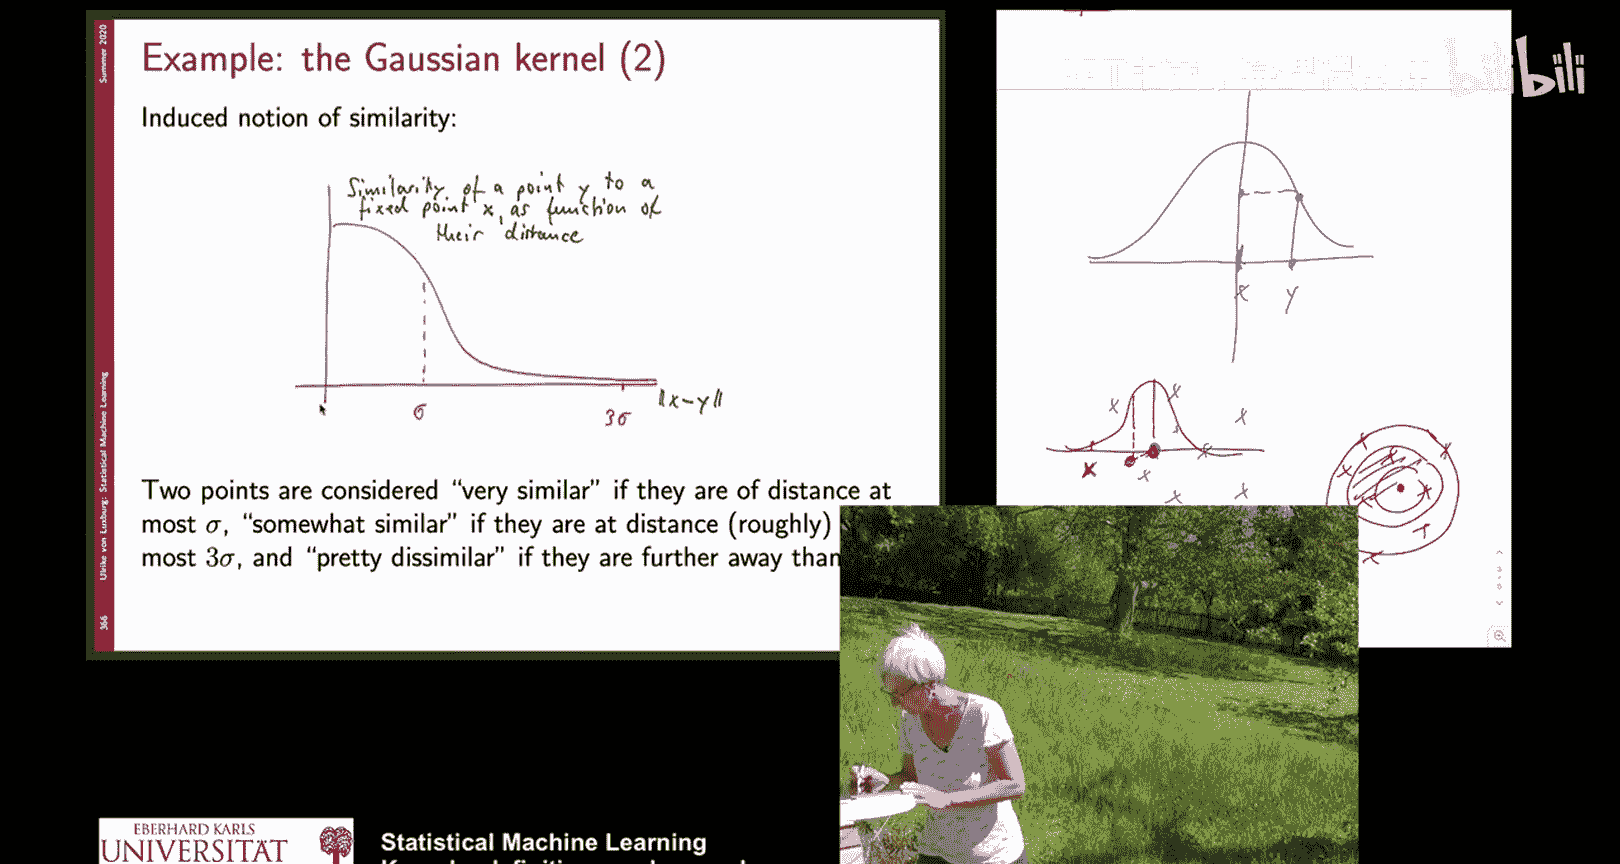 Example: the Gaussian kernel (2)
Induced notion of similarity:
Similarity of a point y to a
fixed point x, as function of
their distance
σ
3σ
||x-y||
Two points are considered “very similar” if they are of distance at
most σ, “somewhat similar” if they are at distance (roughly)
most 3σ, and “pretty dissimilar” if they are further away than
Summer 2020
Ulrike von Luxburg: Statistical Machine Learning
366
x y
bilibili
EBERHARD KARLS
UNIVERSITÄT
Statistical Machine Learning